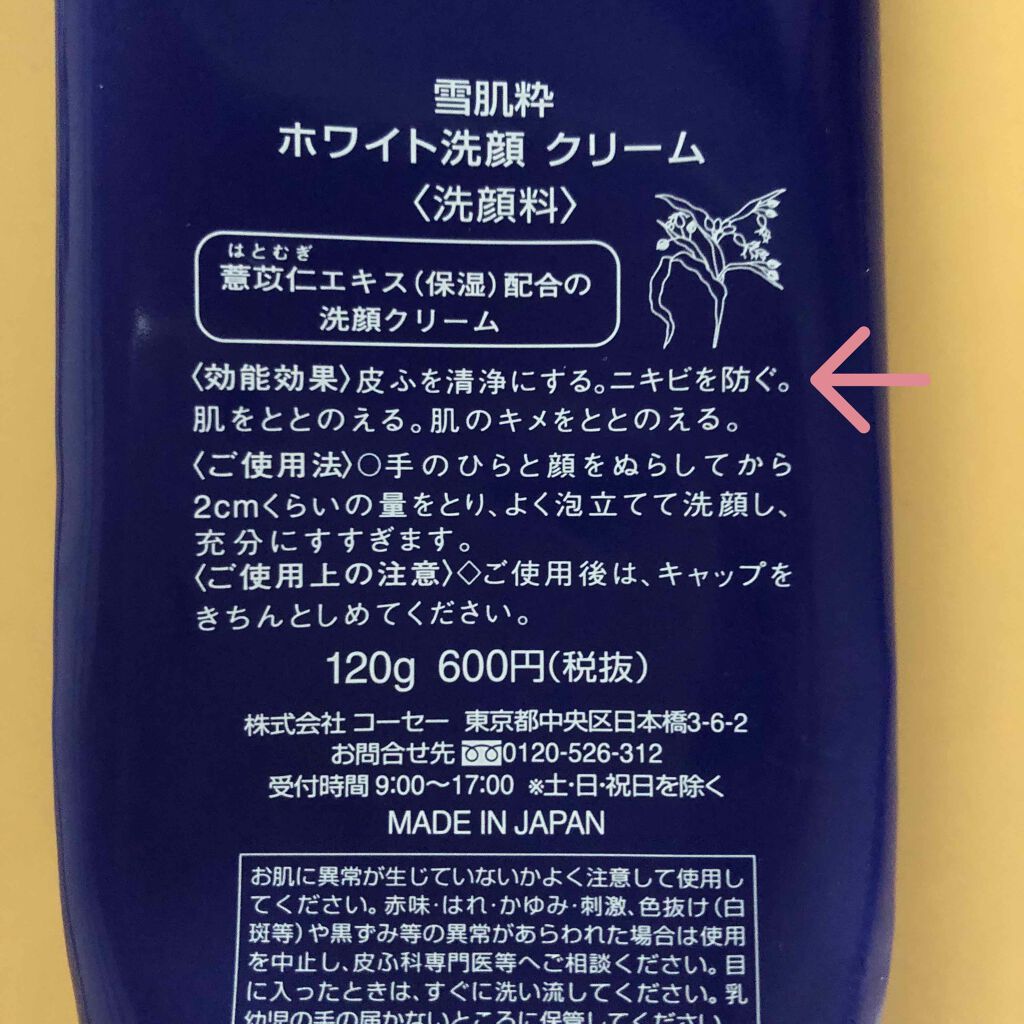 雪肌粋
ホワイト洗顔 クリーム
〈洗顔料〉
はとむぎ
薏苡仁エキス(保湿)配合の
洗顔クリーム
〈効能効果〉皮ふを清浄にする。ニキビを防ぐ。
肌をととのえる。肌のキメをととのえる。
〈ご使用法〉○手のひらと顔をぬらしてから
2cmくらいの量をとり、よく泡立てて洗顔し、
充分にすすぎます。
〈ご使用上の注意〉◇ご使用後は、キャップを
きちんとしめてください。
120g 600円(税抜)
株式会社 コーセー 東京都中央区日本橋3-6-2
お問合せ先 0120-526-312
受付時間 9:00〜17:00 ※土・日・祝日を除く
MADE IN JAPAN
お肌に異常が生じていないかよく注意して使用し
てください。赤味・はれ・かゆみ・刺激、色抜け(白
斑等)や黒ずみ等の異常があらわれた場合は使用
を中止し、皮ふ科専門医等へご相談ください。目
に入ったときは、すぐに洗い流してください。乳
幼児の手の届かないところに保管してください。